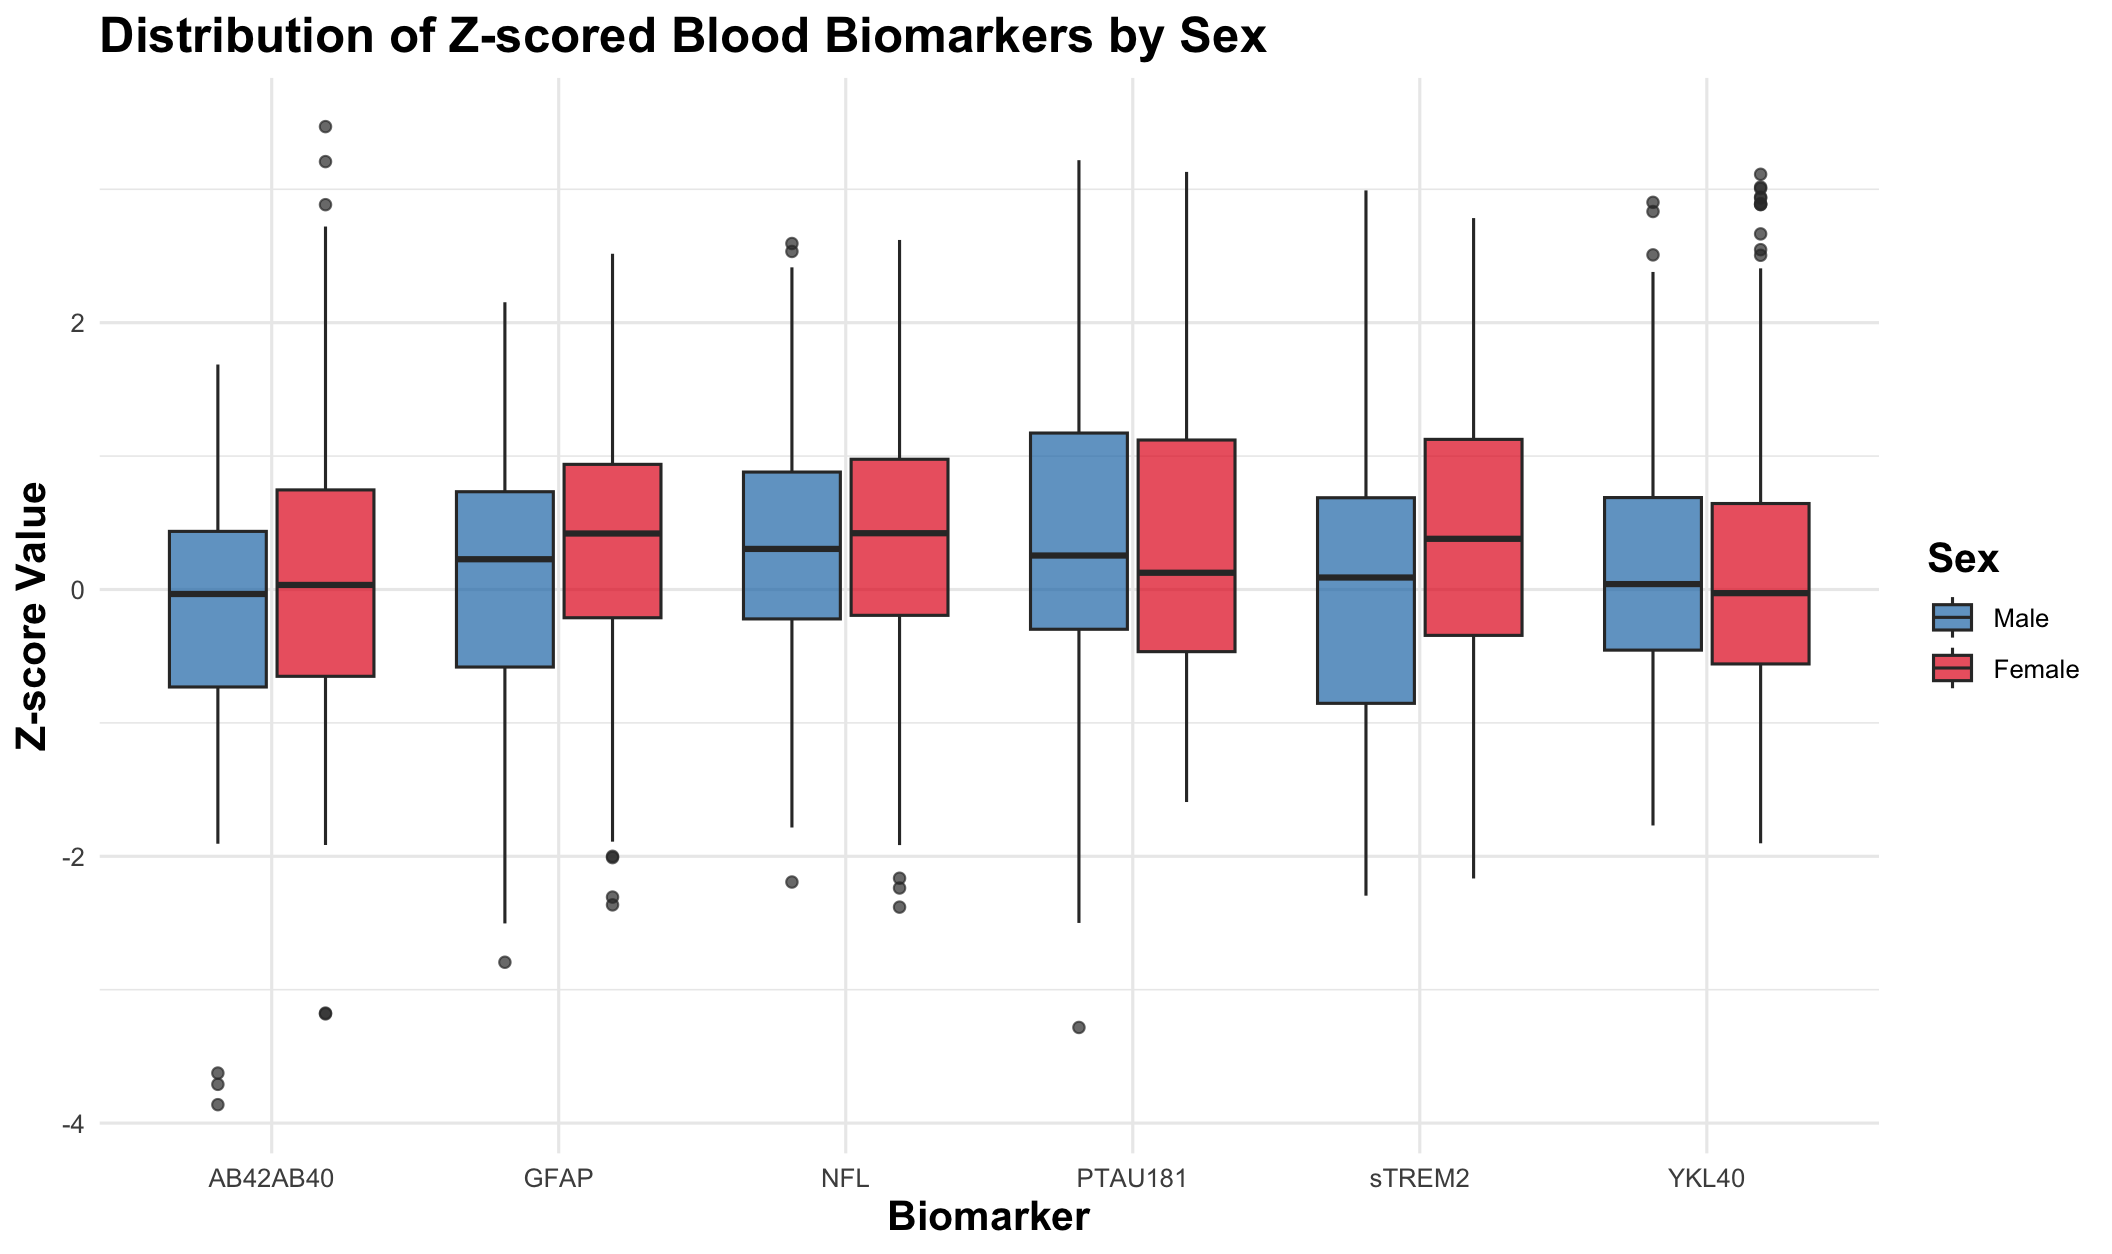 Distribution of Z-scored Blood Biomarkers by Sex
Z-score Value
2
0
-2
-4
AB42AB40 GFAP NFL PTAU181 sTREM2 YKL40
Biomarker
Sex
Male
Female